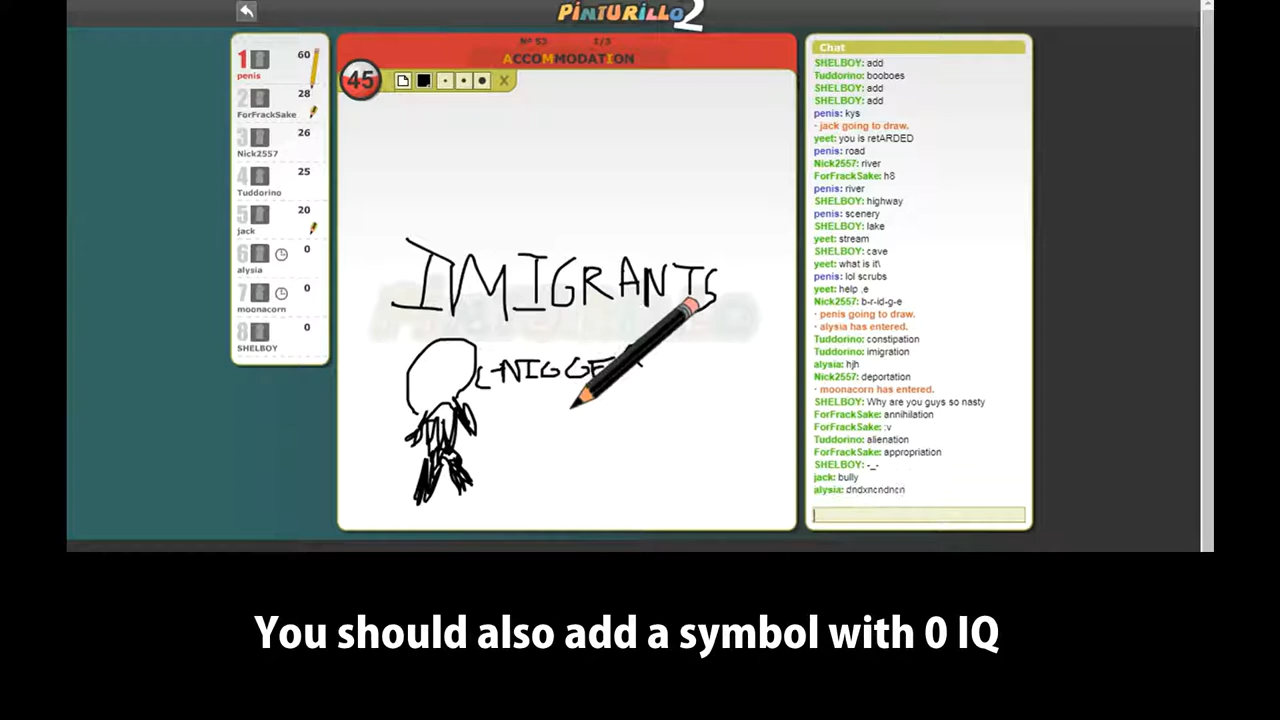 PINTURILLO 2
Nº 53 1/3
ACCOMMODATION
45
X
1 60
penis
2 28
ForFrackSake
3 26
Nick2557
4 25
Tuddorino
5 20
jack
6 0
alysia
7 0
moonacorn
8 0
SHELBOY
IMIGRANTS
Chat
SHELBOY: add
Tuddorino: booboes
SHELBOY: add
SHELBOY: add
penis: kys
· jack going to draw.
yeet: you is retARDED
penis: road
Nick2557: river
ForFrackSake: h8
penis: river
SHELBOY: highway
penis: scenery
SHELBOY: lake
yeet: stream
SHELBOY: cave
yeet: what is it\
penis: lol scrubs
yeet: help ,e
Nick2557: b-r-id-g-e
· penis going to draw.
· alysia has entered.
Tuddorino: constipation
Tuddorino: imigration
alysia: hjh
Nick2557: deportation
· moonacorn has entered.
SHELBOY: Why are you guys so nasty
ForFrackSake: annihilation
ForFrackSake: :v
Tuddorino: alienation
ForFrackSake: appropriation
SHELBOY: -_-
jack: bully
alysia: dndxncndncn
You should also add a symbol with 0 IQ